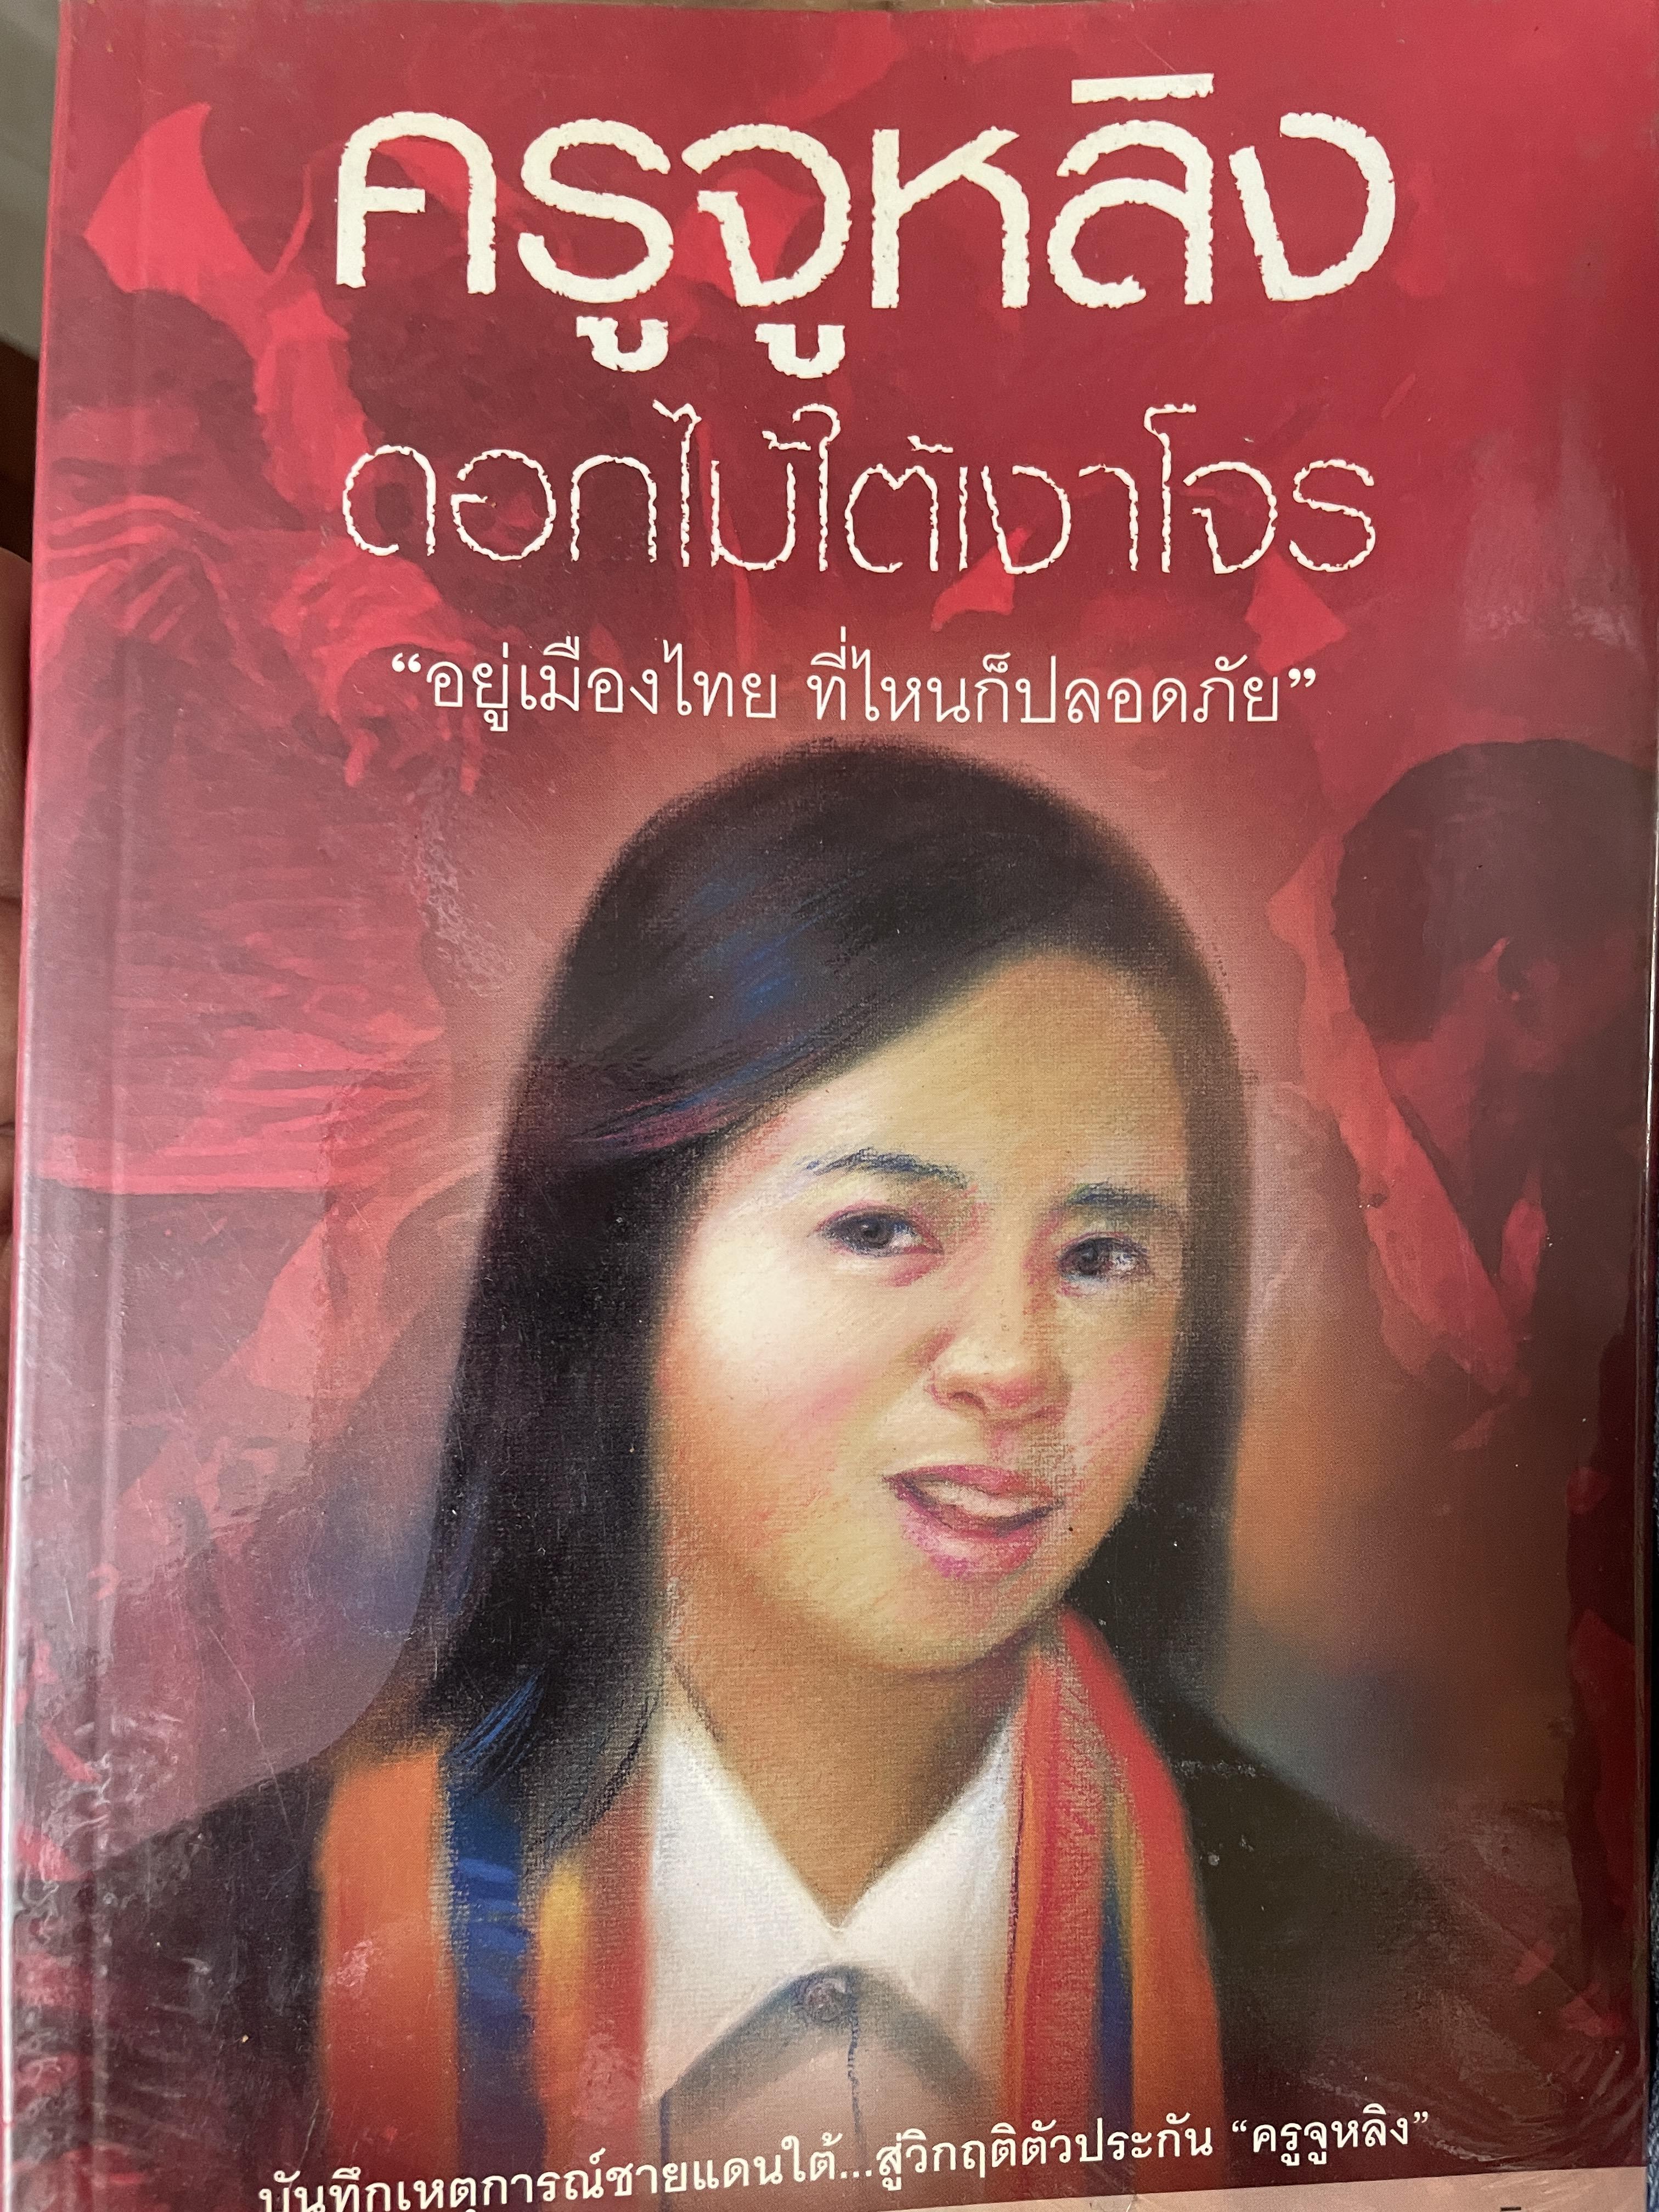 ครูจูหลิง
ดอกไม้ใต้เงาโจร
“อยู่เมืองไทย ที่ไหนก็ปลอดภัย”
บันทึกเหตุการณ์ชายแดนใต้...สู่วิกฤติตัวประกัน “ครูจูหลิง”